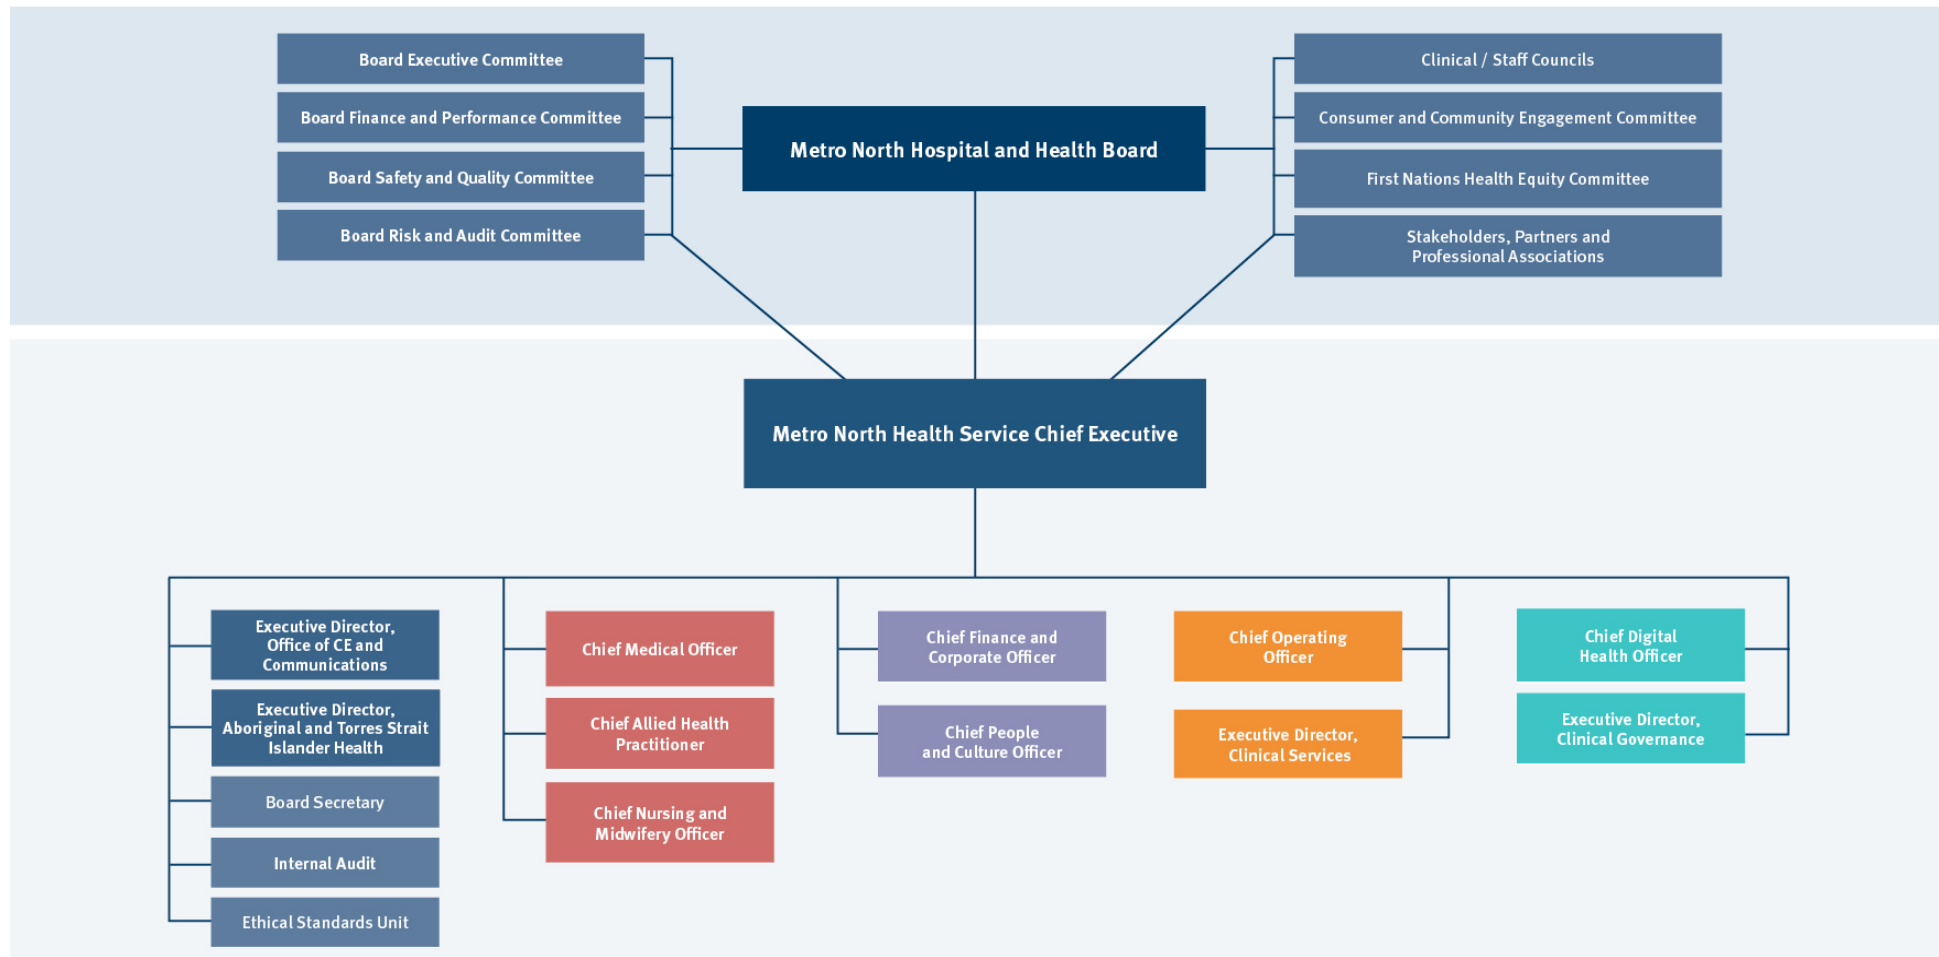 Board Executive Committee
Board Finance and Performance Committee
Board Safety and Quality Committee
Board Risk and Audit Committee
Metro North Hospital and Health Board
Clinical / Staff Councils
Consumer and Community Engagement Committee
First Nations Health Equity Committee
Stakeholders, Partners and
Professional Associations
Metro North Health Service Chief Executive
Executive Director,
Office of CE and
Communications
Executive Director,
Aboriginal and Torres Strait
Islander Health
Board Secretary
Internal Audit
Ethical Standards Unit
Chief Medical Officer
Chief Allied Health
Practitioner
Chief Nursing and
Midwifery Officer
Chief Finance and
Corporate Officer
Chief People
and Culture Officer
Chief Operating
Officer
Executive Director,
Clinical Services
Chief Digital
Health Officer
Executive Director,
Clinical Governance